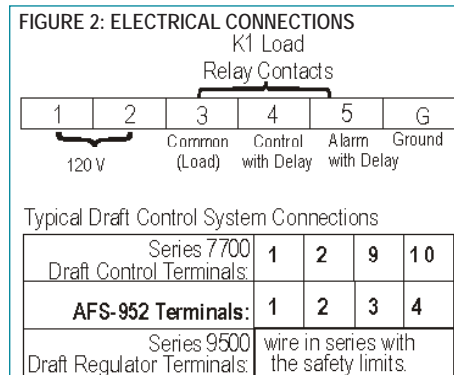 FIGURE 2: ELECTRICAL CONNECTIONS
K1 Load
Relay Contacts
1 2 3 4 5 G
120 V
Common (Load)
Control with Delay
Alarm with Delay
Ground
Typical Draft Control System Connections
Series 7700
Draft Control Terminals: 1 2 9 10
AFS-952 Terminals: 1 2 3 4
Series 9500 wire in series with
Draft Regulator Terminals: the safety limits.